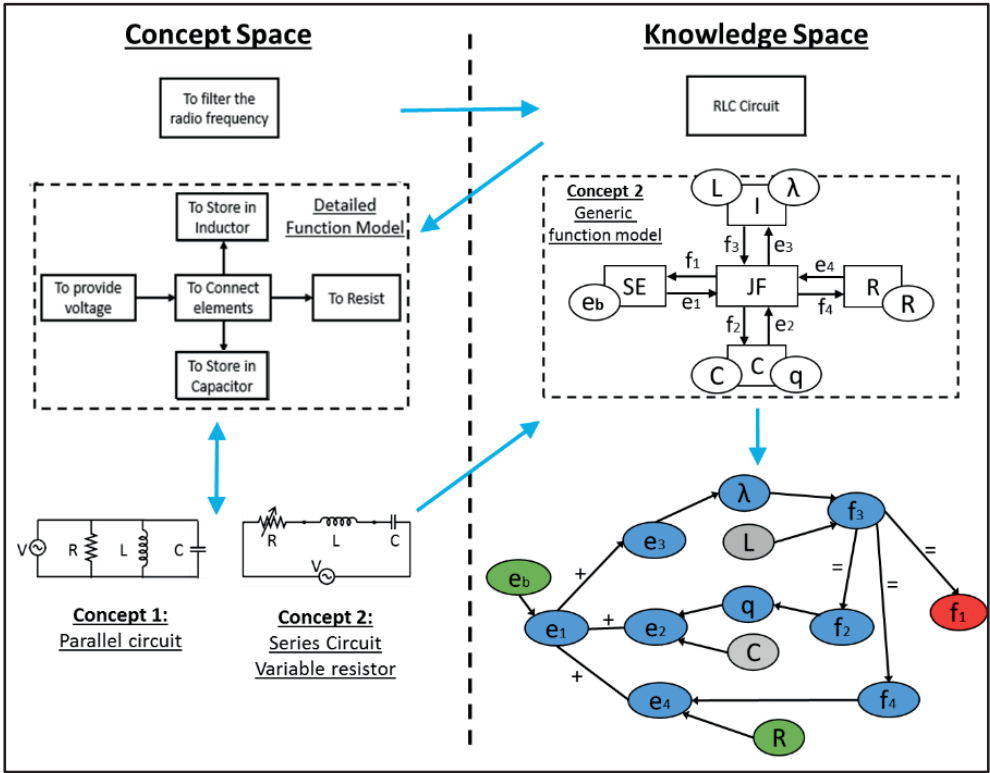 Concept Space
Knowledge Space
To filter the
radio frequency
RLC Circuit
Detailed
Function Model
To Store in
Inductor
To provide
voltage
To Connect
elements
To Resist
To Store in
Capacitor
Concept 2
Generic
function model
L
λ
I
f3
e3
f1
e4
eb
SE
JF
R
R
e1
f4
f2
e2
C
C
q
V
R
L
C
R
L
C
V
Concept 1:
Parallel circuit
Concept 2:
Series Circuit
Variable resistor
λ
f3
L
e3
=
+
=
=
eb
q
e1
+
e2
f2
f1
C
+
e4
f4
R